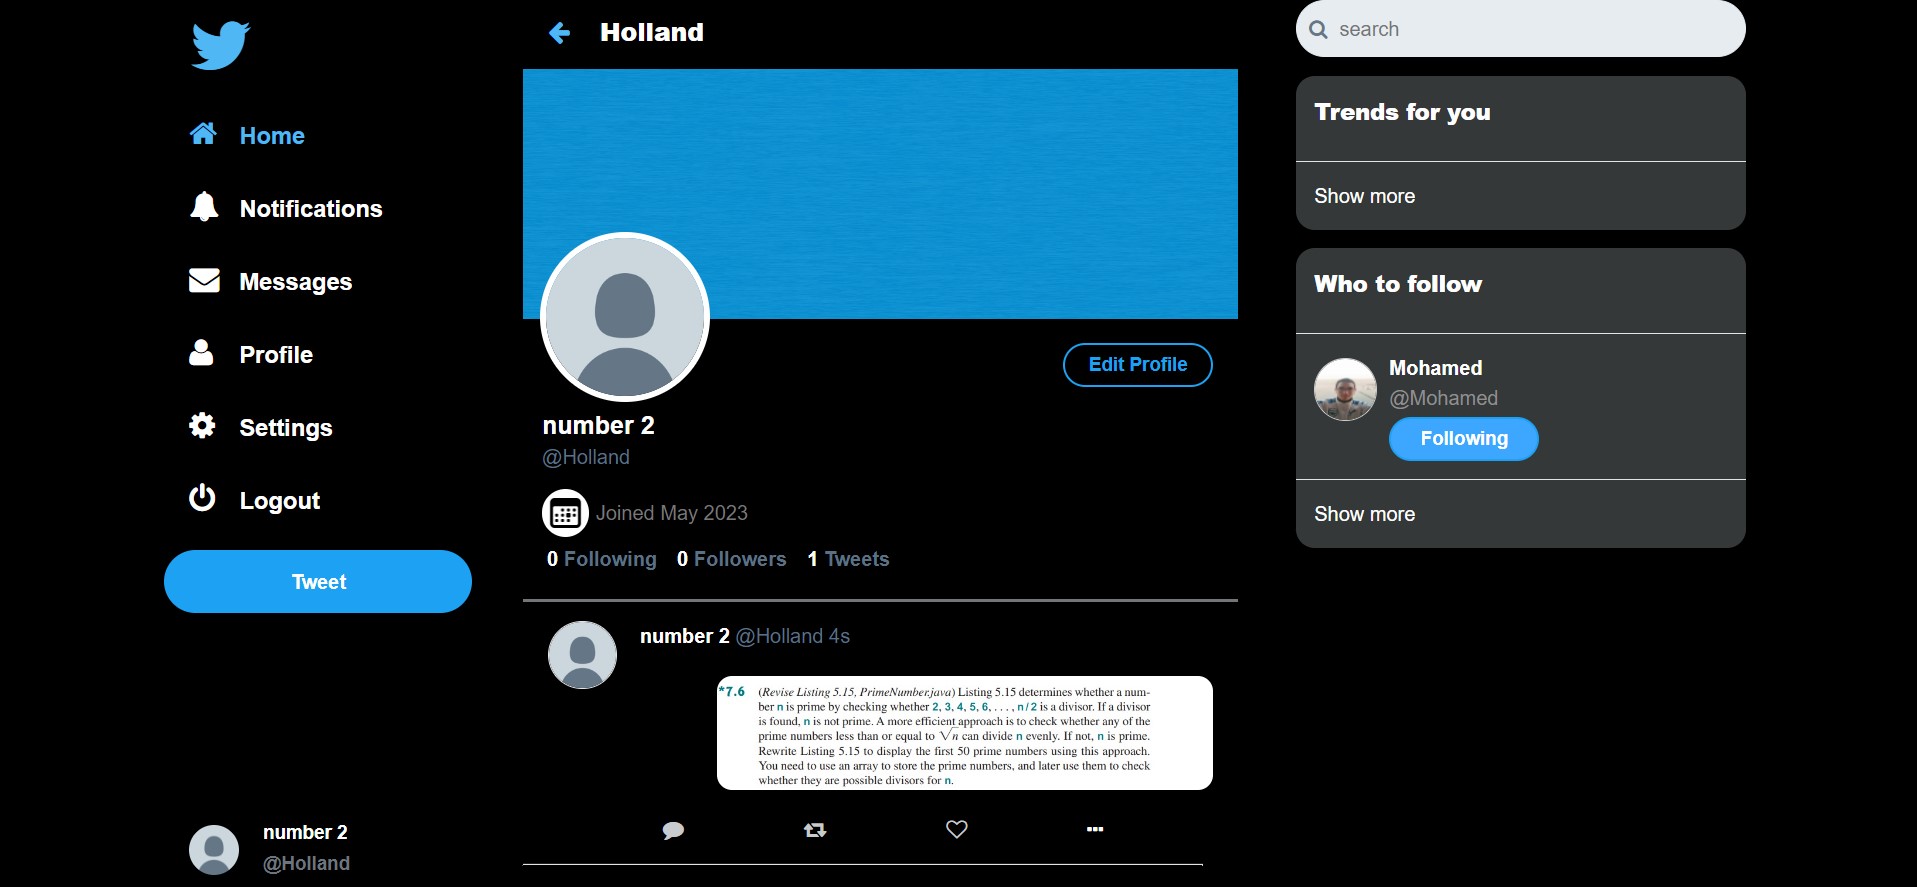 Home
Notifications
Messages
Profile
Settings
Logout
Tweet
number 2
@Holland
Holland
Edit Profile
number 2
@Holland
Joined May 2023
0 Following 0 Followers 1 Tweets
number 2 @Holland 4s
*7.6 (Revise Listing 5.15, PrimeNumber.java) Listing 5.15 determines whether a num-
ber n is prime by checking whether 2, 3, 4, 5, 6, . . . , n/2 is a divisor. If a divisor
is found, n is not prime. A more efficient approach is to check whether any of the
prime numbers less than or equal to √n can divide n evenly. If not, n is prime.
Rewrite Listing 5.15 to display the first 50 prime numbers using this approach.
You need to use an array to store the prime numbers, and later use them to check
whether they are possible divisors for n.
search
Trends for you
Show more
Who to follow
Mohamed
@Mohamed
Following
Show more